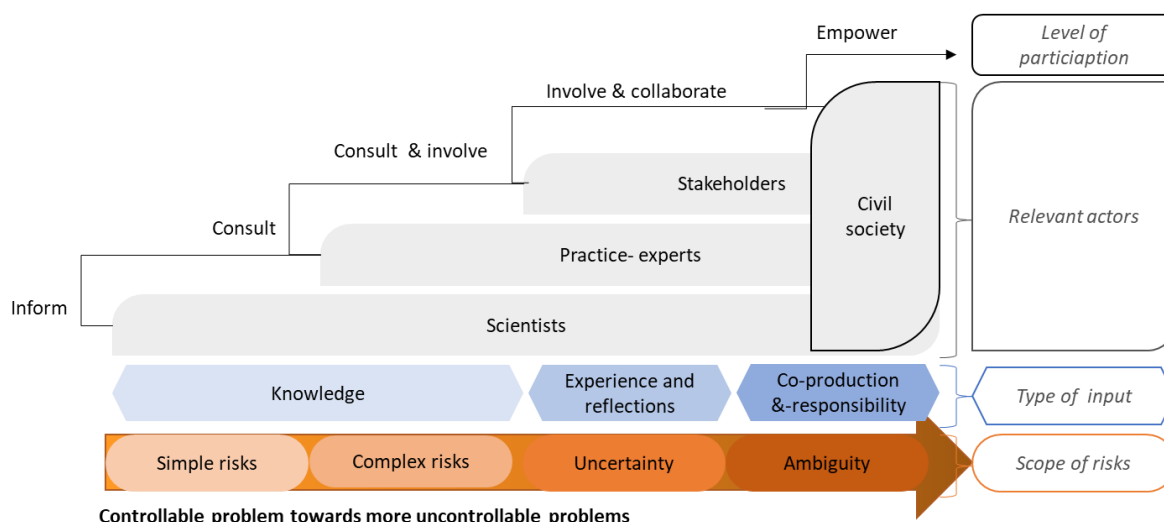 Empower
Level of
particiaption
Involve & collaborate
Consult & involve
Stakeholders
Civil
society
Relevant actors
Consult
Practice- experts
Inform
Scientists
Knowledge
Experience and
reflections
Co-production
&-responsibility
Type of input
Simple risks
Complex risks
Uncertainty
Ambiguity
Scope of risks
Controllable problem towards more uncontrollable problems